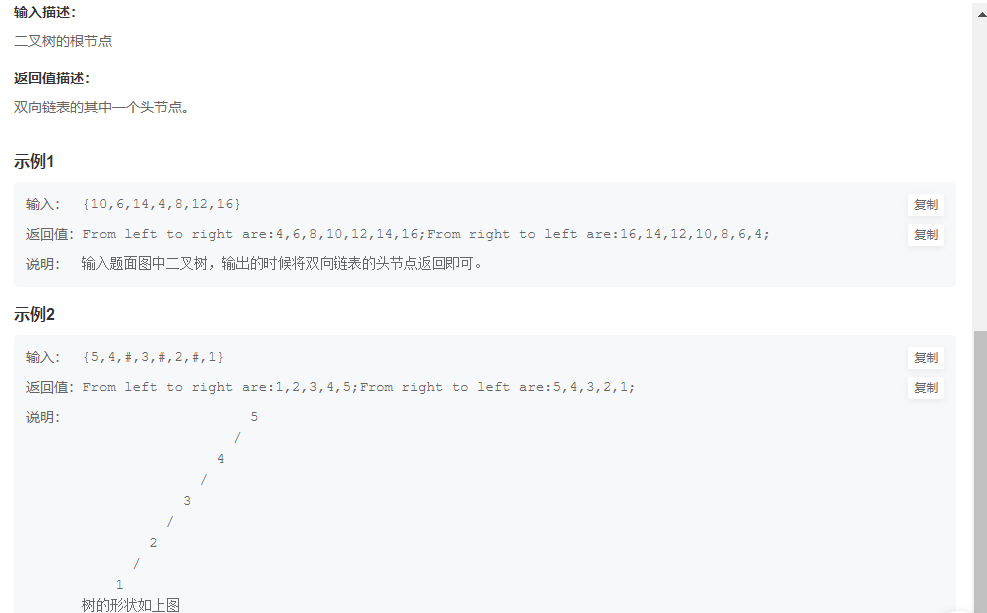 输入描述：
二叉树的根节点
返回值描述：
双向链表的其中一个头节点。
示例1
输入： {10,6,14,4,8,12,16} 复制
返回值：From left to right are:4,6,8,10,12,14,16;From right to left are:16,14,12,10,8,6,4; 复制
说明： 输入题面图中二叉树，输出的时候将双向链表的头节点返回即可。
示例2
输入： {5,4,#,3,#,2,#,1} 复制
返回值：From left to right are:1,2,3,4,5;From right to left are:5,4,3,2,1; 复制
说明： 5
/
4
/
3
/
2
/
1
树的形状如上图